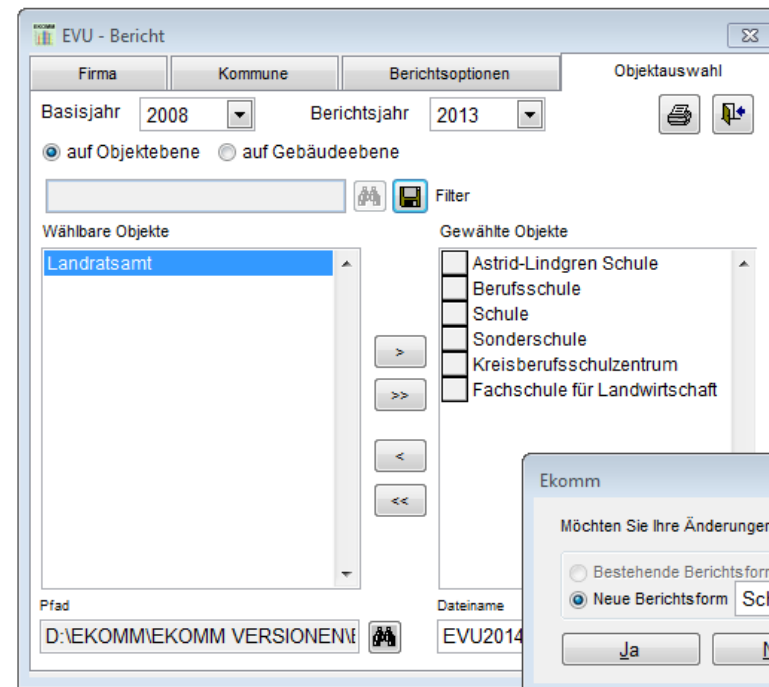 EVU - Bericht
Firma Kommune Berichtsoptionen Objektauswahl
Basisjahr 2008 Berichtsjahr 2013
auf Objektebene auf Gebäudeebene
Filter
Wählbare Objekte Gewählte Objekte
Landratsamt
Astrid-Lindgren Schule
Berufsschule
Schule
Sonderschule
Kreisberufsschulzentrum
Fachschule für Landwirtschaft
>
>>
<
<<
Ekomm
Möchten Sie Ihre Änderungen
Bestehende Berichtsfor
Neue Berichtsform Sch
Ja N
Pfad Dateiname
D:\EKOMM\EKOMM VERSIONEN\E EVU2014